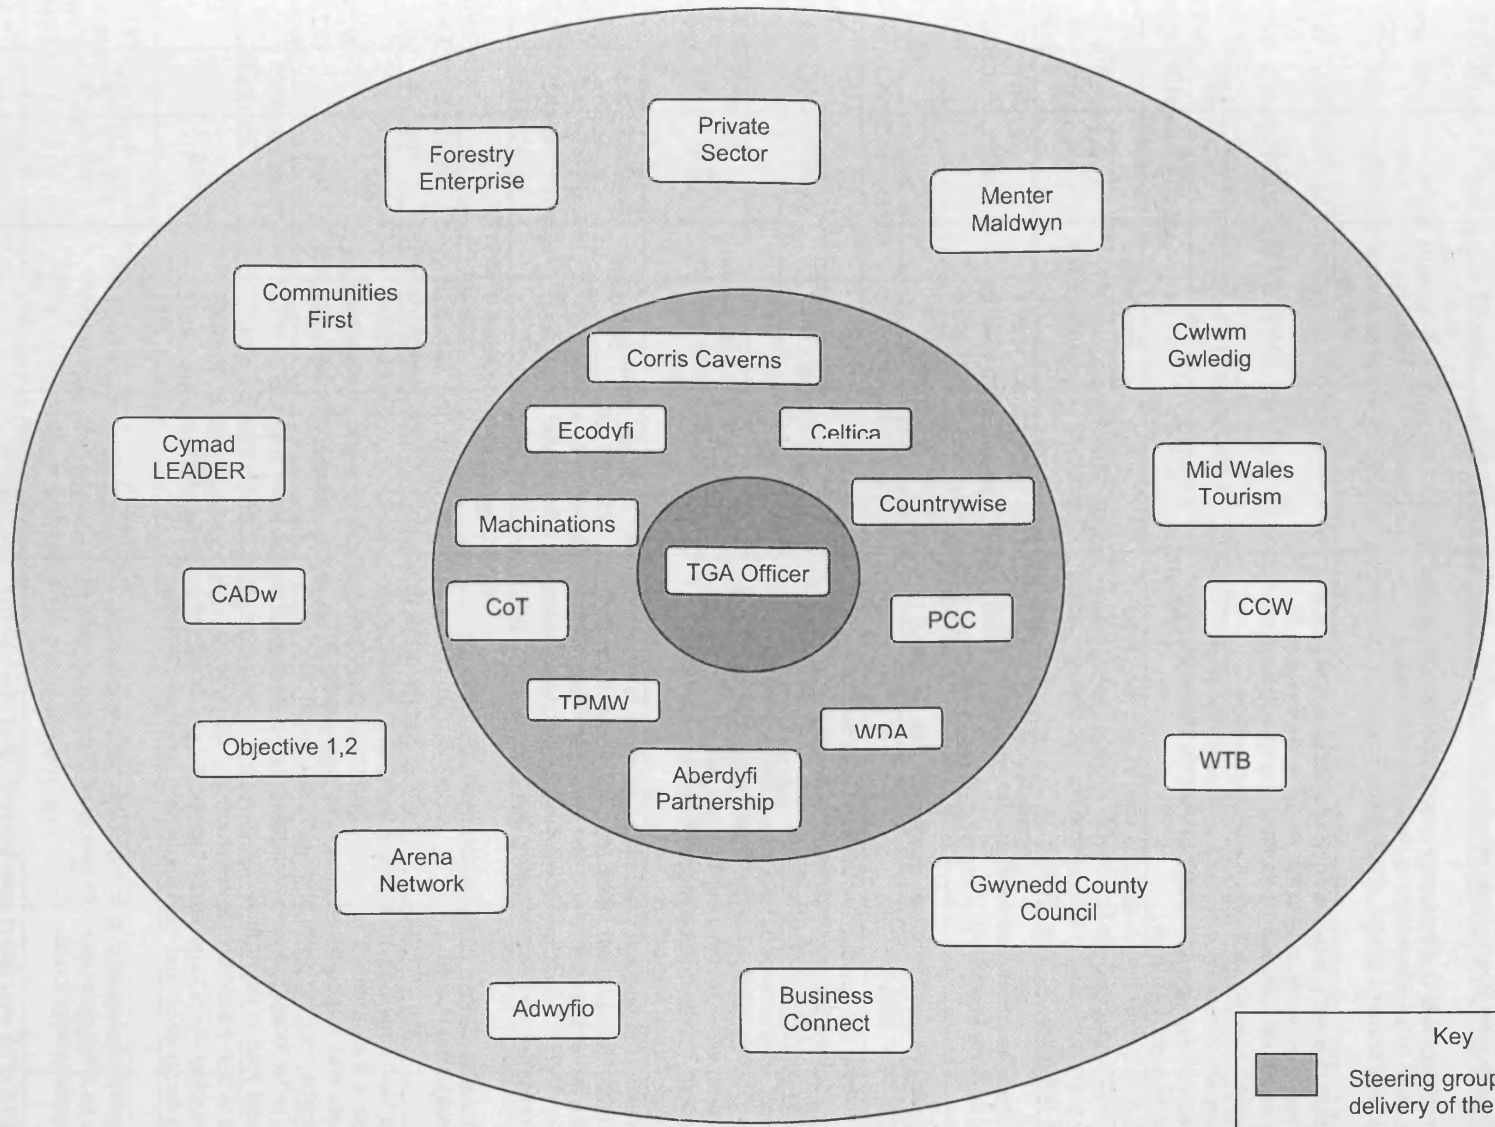 Private
Sector
Forestry
Enterprise
Menter
Maldwyn
Communities
First
Cwlwm
Gwledig
Corris Caverns
Ecodyfi
Celtica
Cymad
LEADER
Mid Wales
Tourism
Countrywise
Machinations
TGA Officer
CADw
CoT
PCC
CCW
TPMW
WDA
Objective 1,2
WTB
Aberdyfi
Partnership
Arena
Network
Gwynedd County
Council
Adwyfio
Business
Connect
Key
Steering group
delivery of the